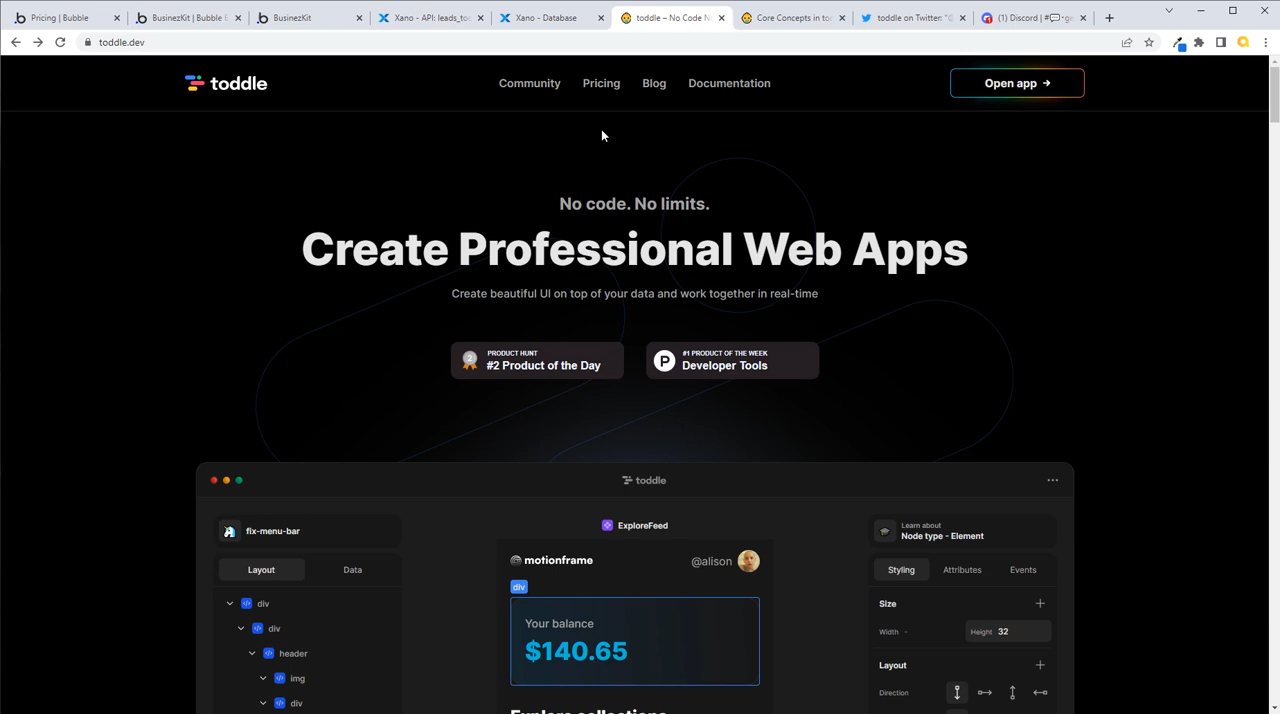 Pricing | Bubble
BusinezKit | Bubble E
BusinezKit
Xano - API: leads_too
Xano - Database
toddle – No Code N
Core Concepts in to
toddle on Twitter: "@
(1) Discord | #
toddle.dev
toddle
Community
Pricing
Blog
Documentation
Open app →
No code. No limits.
Create Professional Web Apps
Create beautiful UI on top of your data and work together in real-time
2
PRODUCT HUNT
#2 Product of the Day
P
#1 PRODUCT OF THE WEEK
Developer Tools
toddle
fix-menu-bar
ExploreFeed
Learn about
Node type - Element
Layout
Data
motionframe
@alison
Styling
Attributes
Events
div
div
div
header
img
div
Your balance
$140.65
Size
Width -
Height 32
Layout
Direction
Explore collections